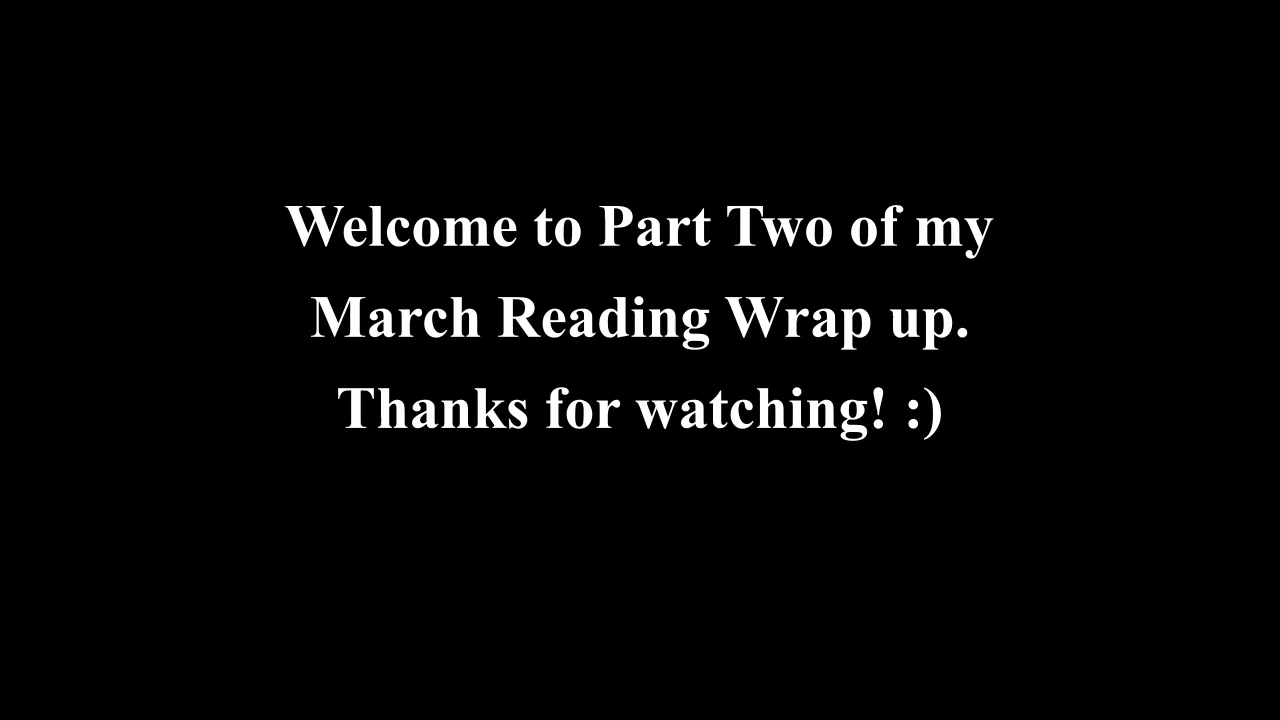 Welcome to Part Two of my
March Reading Wrap up.
Thanks for watching! :)